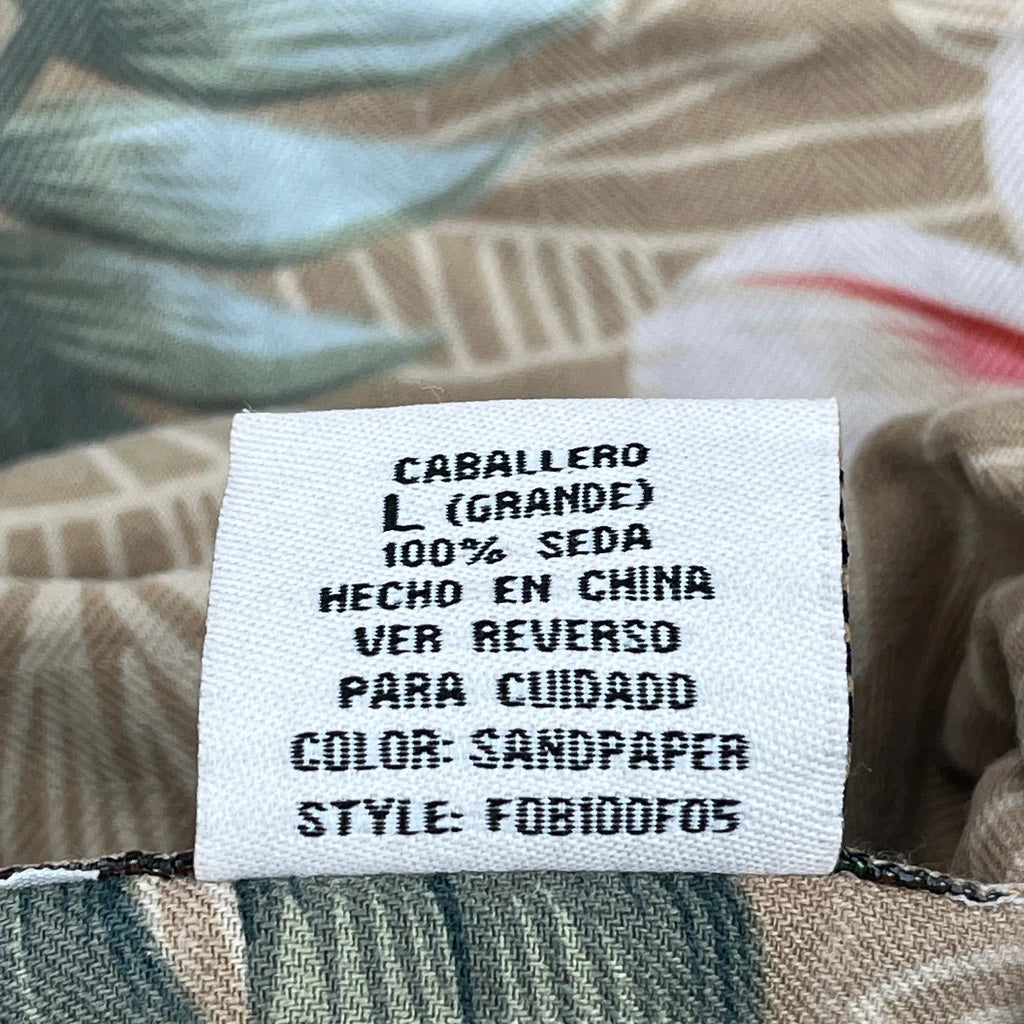 CABALLERO
L (GRANDE)
100% SEDA
HECHO EN CHINA
VER REVERSO
PARA CUIDADO
COLOR: SANDPAPER
STYLE: F0B100F05